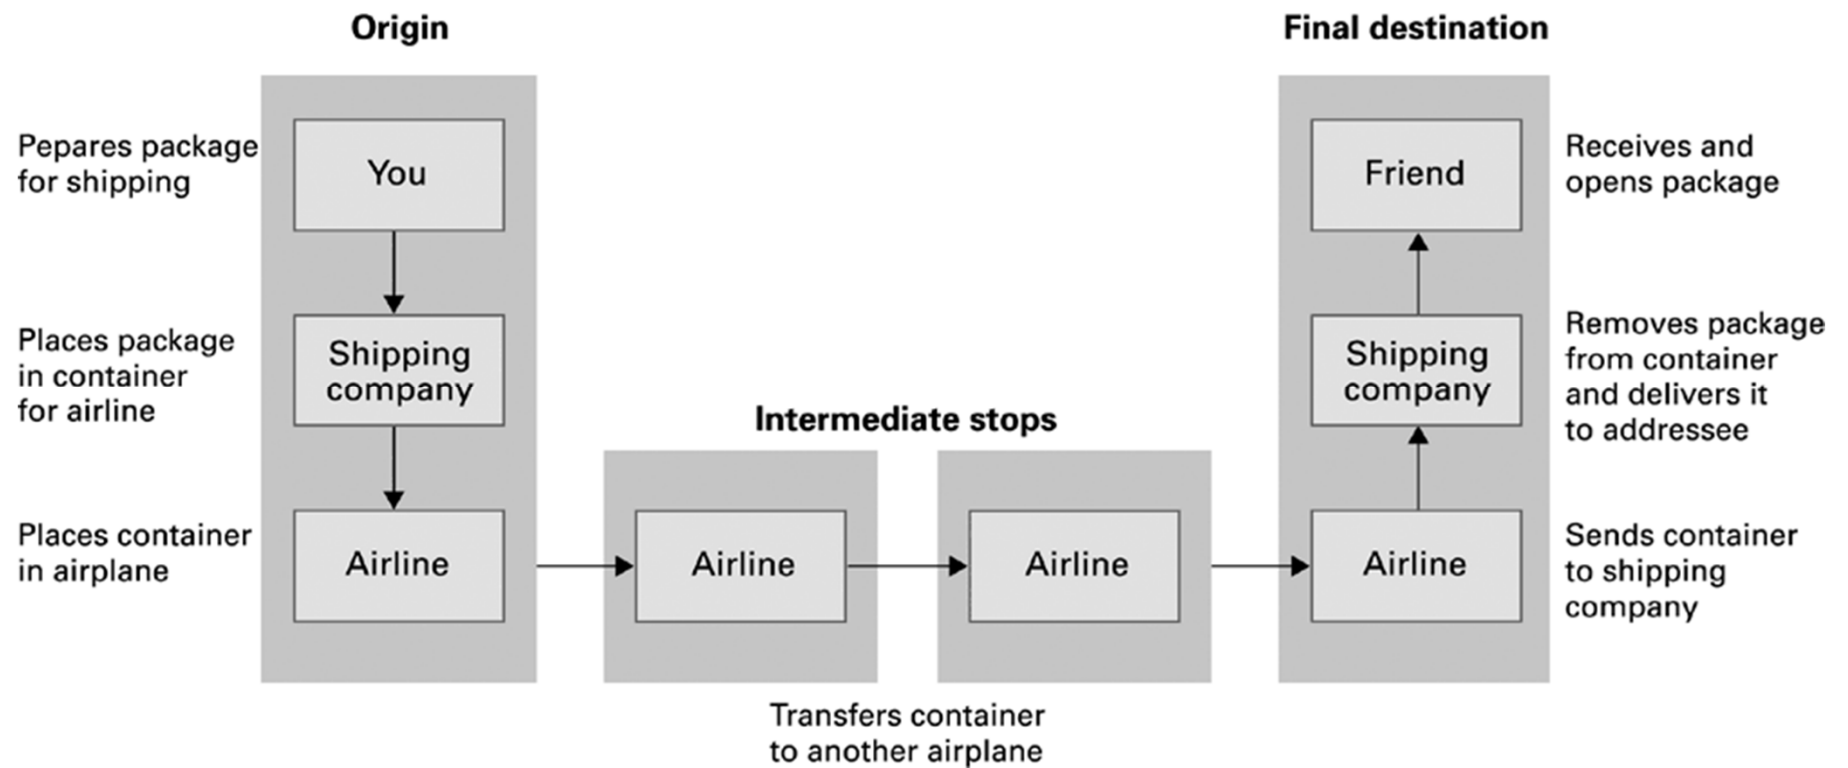 Origin
Final destination
Pepares package
for shipping
You
Friend
Receives and
opens package
Places package
in container
for airline
Shipping
company
Shipping
company
Removes package
from container
and delivers it
to addressee
Intermediate stops
Places container
in airplane
Airline
Airline
Airline
Airline
Sends container
to shipping
company
Transfers container
to another airplane